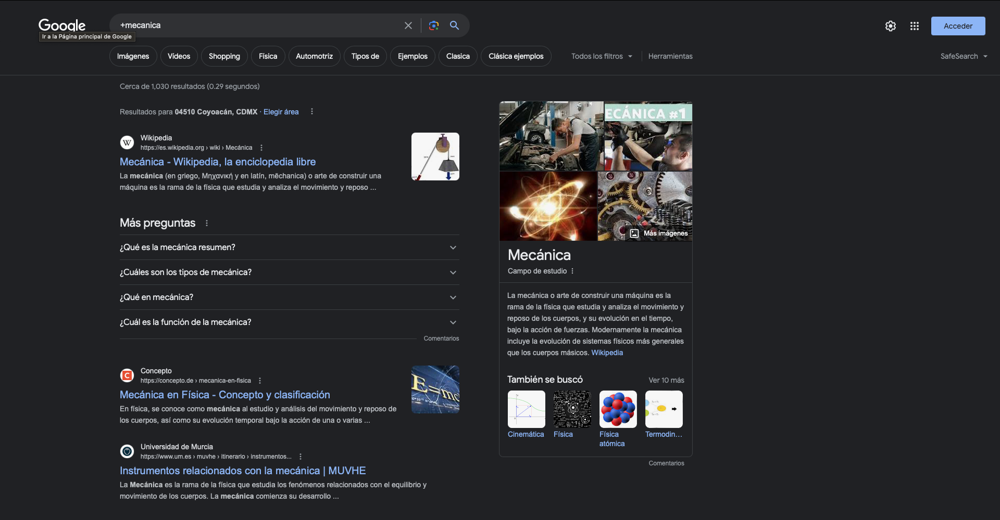 Google
Ir a la Página principal de Google
+mecanica
Acceder
Imágenes
Vídeos
Shopping
Física
Automotriz
Tipos de
Ejemplos
Clasica
Clásica ejemplos
Todos los filtros
Herramientas
SafeSearch
Cerca de 1,030 resultados (0.29 segundos)
Resultados para 04510 Coyoacán, CDMX · Elegir área
W
Wikipedia
https://es.wikipedia.org › wiki › Mecánica
Mecánica - Wikipedia, la enciclopedia libre
La mecánica (en griego, Μηχανική y en latín, mēchanica) o arte de construir una
máquina es la rama de la física que estudia y analiza el movimiento y reposo ...
Más preguntas
¿Qué es la mecánica resumen?
¿Cuáles son los tipos de mecánica?
¿Qué en mecánica?
¿Cuál es la función de la mecánica?
Comentarios
C
Concepto
https://concepto.de › mecanica-en-fisica
Mecánica en Física - Concepto y clasificación
En física, se conoce como mecánica al estudio y análisis del movimiento y reposo de
los cuerpos, así como su evolución temporal bajo la acción de una o varias ...
E=mc
Universidad de Murcia
https://www.um.es › muvhe › itinerario › instrumentos...
Instrumentos relacionados con la mecánica | MUVHE
La Mecánica es la rama de la física que estudia los fenómenos relacionados con el equilibrio y
movimiento de los cuerpos. La mecánica comienza su desarrollo ...
ECÁNICA #1
Más imágenes
Mecánica
Campo de estudio
La mecánica o arte de construir una máquina es la
rama de la física que estudia y analiza el movimiento y
reposo de los cuerpos, y su evolución en el tiempo,
bajo la acción de fuerzas. Modernamente la mecánica
incluye la evolución de sistemas físicos más generales
que los cuerpos másicos. Wikipedia
También se buscó
Ver 10 más
Cinemática
Física
Física
atómica
Termodin...
Comentarios